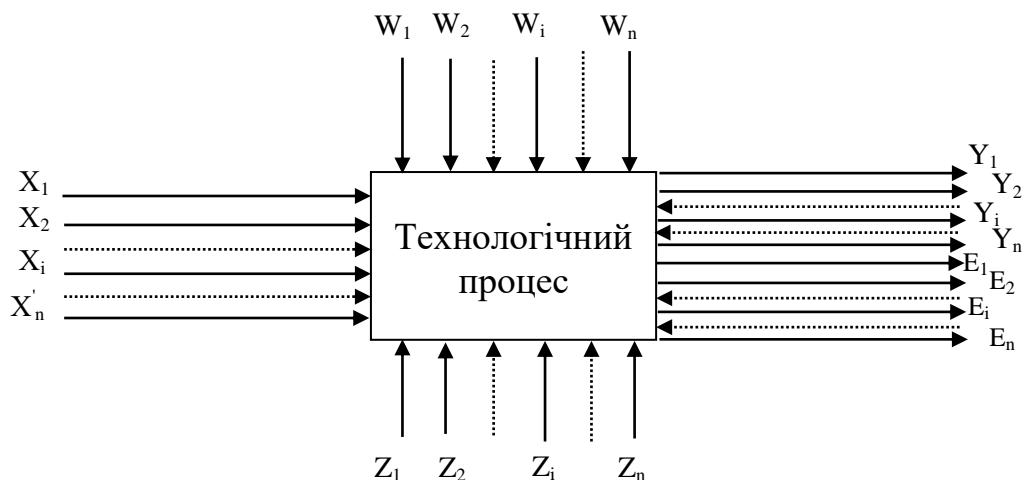 W₁ W₂ Wᵢ Wₙ
X₁
X₂
Xᵢ
X'ₙ
Технологічний
процес
Y₁
Y₂
Yᵢ
Yₙ
E₁
E₂
Eᵢ
Eₙ
Z₁ Z₂ Zᵢ Zₙ